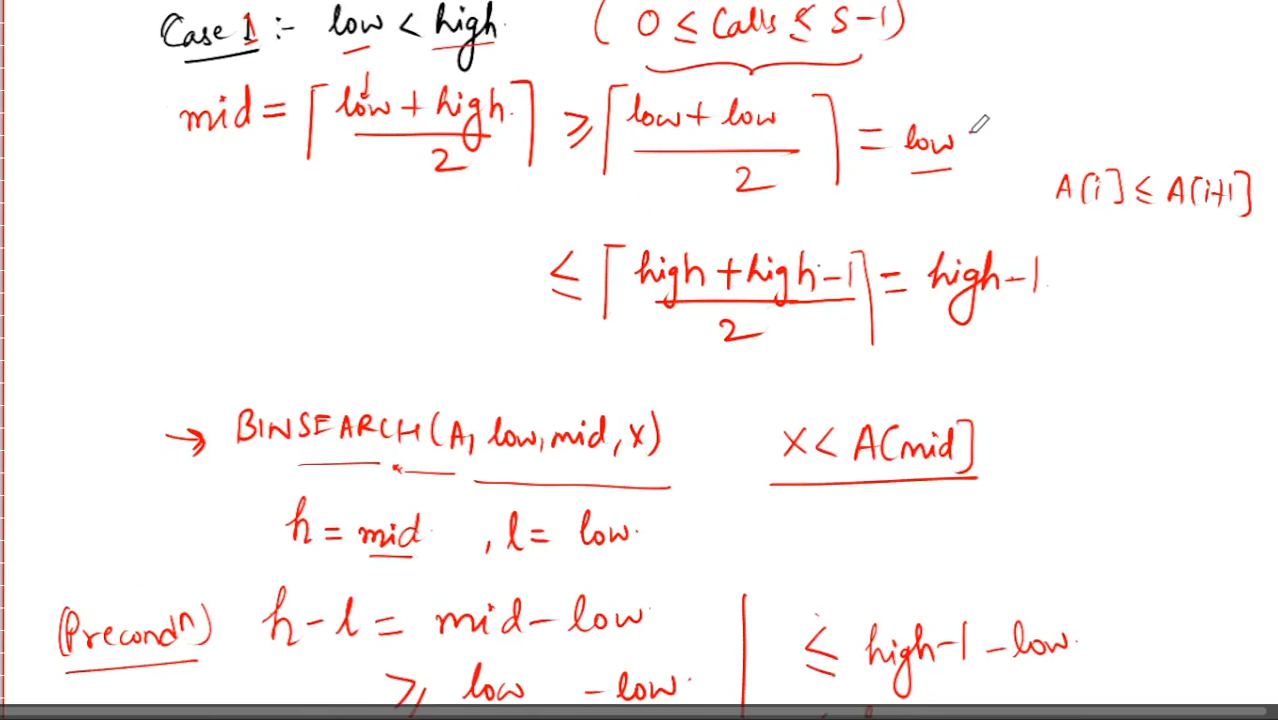 Case 1 :- low < high (0 ≤ Calls ≤ S-1)
mid = ⌈(low + high)/2⌉ ≥ ⌈(low + low)/2⌉ = low
A[i] ≤ A[i+1]
≤ ⌈(high + high - 1)/2⌉ = high - 1
→ BINSEARCH(A, low, mid, x) x < A[mid]
h = mid , l = low.
(Precondⁿ) h - l = mid - low ≤ high - 1 - low.
≥ low - low.